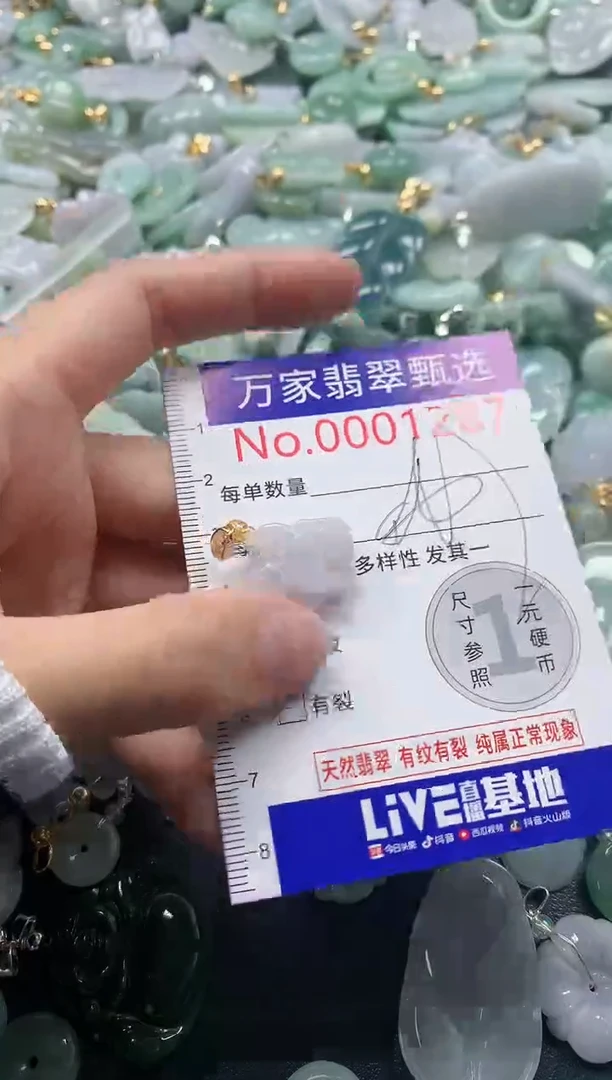 万家翡翠甄选
No.0001
1
2
每单数量
多样性 发其一
尺寸参照
1
一元硬币
有裂
天然翡翠 有纹有裂 纯属正常现象
7
LiVE直播基地
8
今日头条 抖音 西瓜视频 抖音火山版